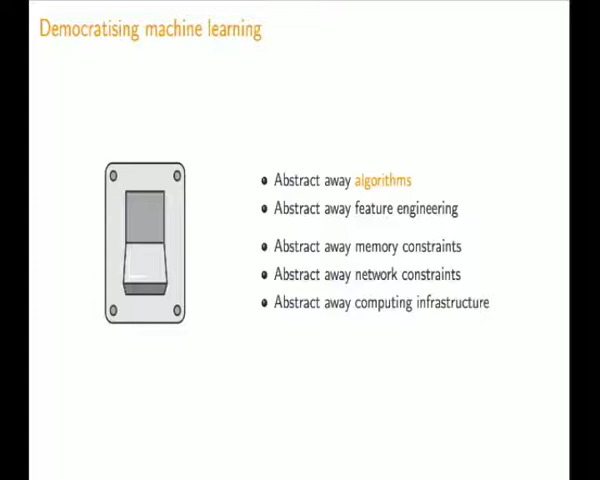 Democratising machine learning
Abstract away algorithms
Abstract away feature engineering
Abstract away memory constraints
Abstract away network constraints
Abstract away computing infrastructure